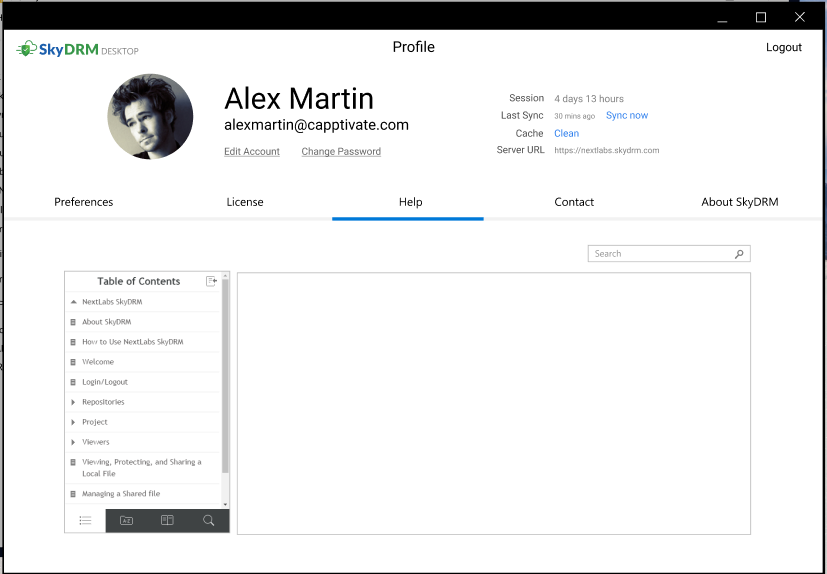 SkyDRM DESKTOP
Profile
Logout
Alex Martin
alexmartin@capptivate.com
Edit Account Change Password
Session 4 days 13 hours
Last Sync 30 mins ago Sync now
Cache Clean
Server URL https://nextlabs.skydrm.com
Preferences License Help Contact About SkyDRM
Search
Table of Contents
NextLabs SkyDRM
About SkyDRM
How to Use NextLabs SkyDRM
Welcome
Login/Logout
Repositories
Project
Viewers
Viewing, Protecting, and Sharing a
Local File
Managing a Shared file
AZ